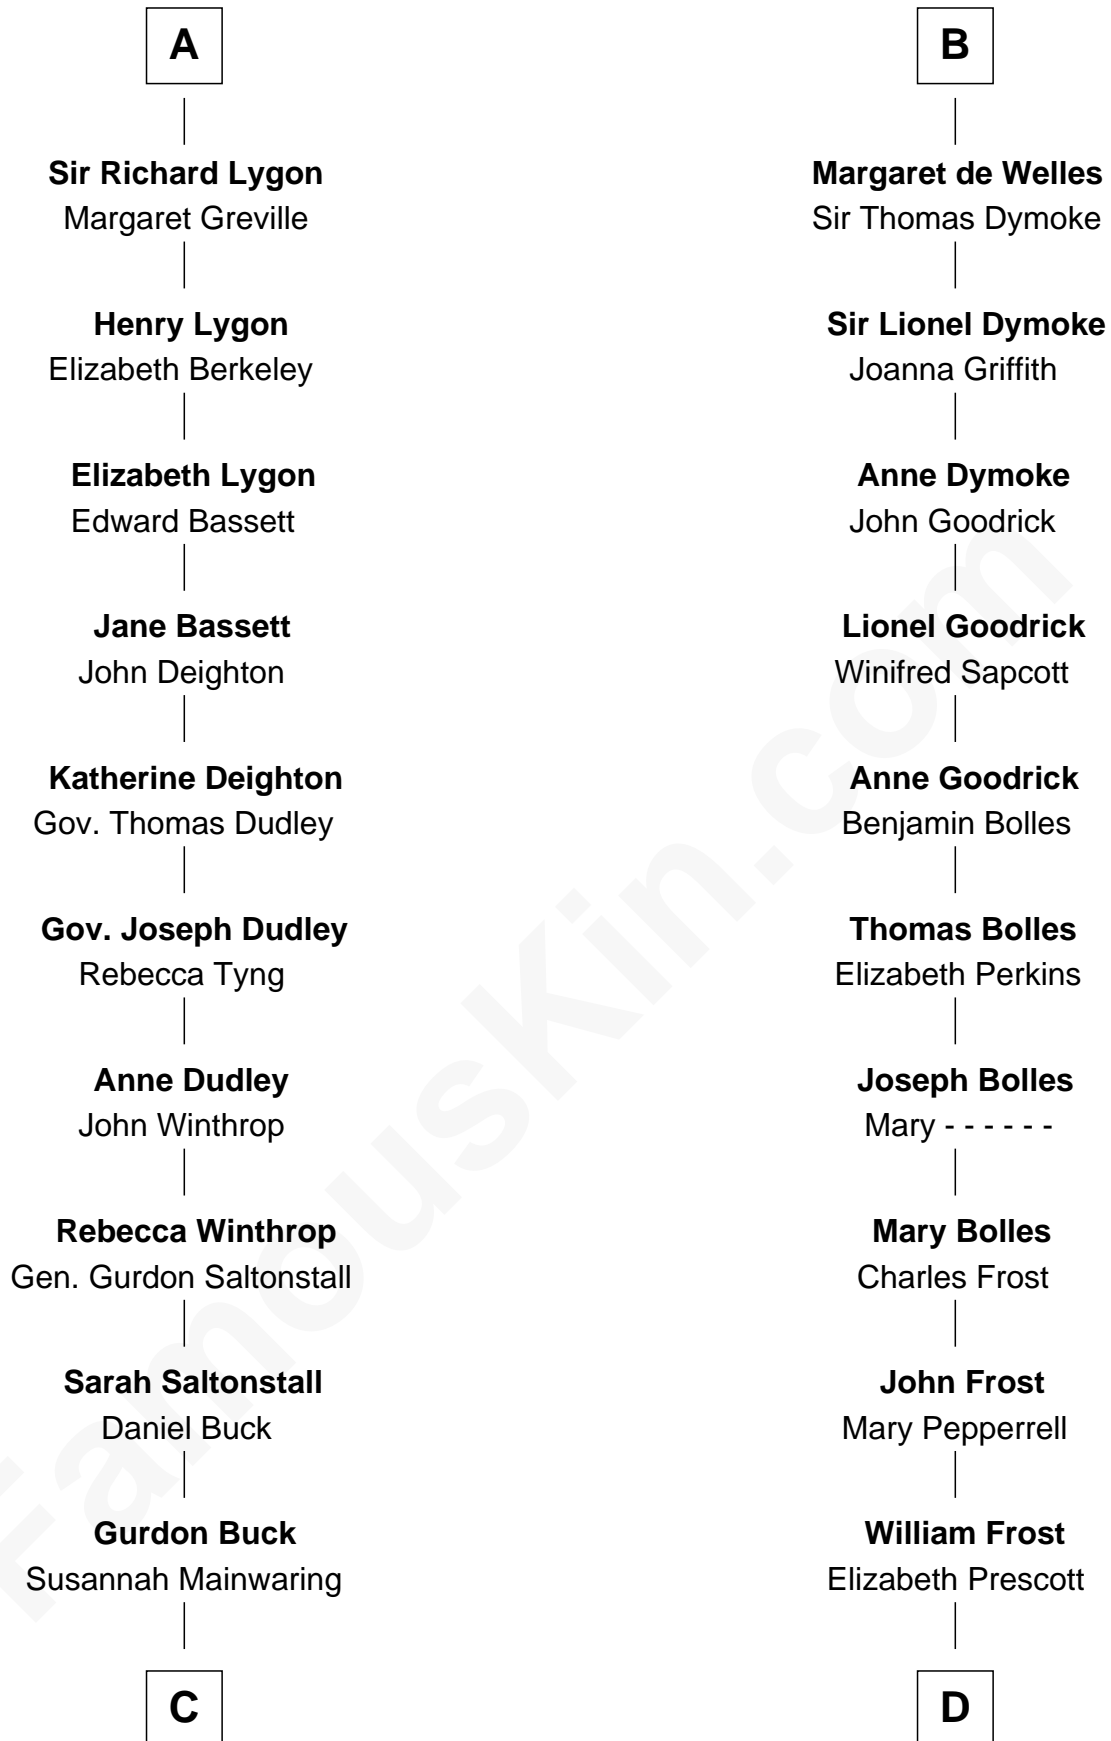 A
Sir Richard Lygon
Margaret Greville
Henry Lygon
Elizabeth Berkeley
Elizabeth Lygon
Edward Bassett
Jane Bassett
John Deighton
Katherine Deighton
Gov. Thomas Dudley
Gov. Joseph Dudley
Rebecca Tyng
Anne Dudley
John Winthrop
Rebecca Winthrop
Gen. Gurdon Saltonstall
Sarah Saltonstall
Daniel Buck
Gurdon Buck
Susannah Mainwaring
C
B
Margaret de Welles
Sir Thomas Dymoke
Sir Lionel Dymoke
Joanna Griffith
Anne Dymoke
John Goodrick
Lionel Goodrick
Winifred Sapcott
Anne Goodrick
Benjamin Bolles
Thomas Bolles
Elizabeth Perkins
Joseph Bolles
Mary - - - - - -
Mary Bolles
Charles Frost
John Frost
Mary Pepperrell
William Frost
Elizabeth Prescott
D
FamousKin.com